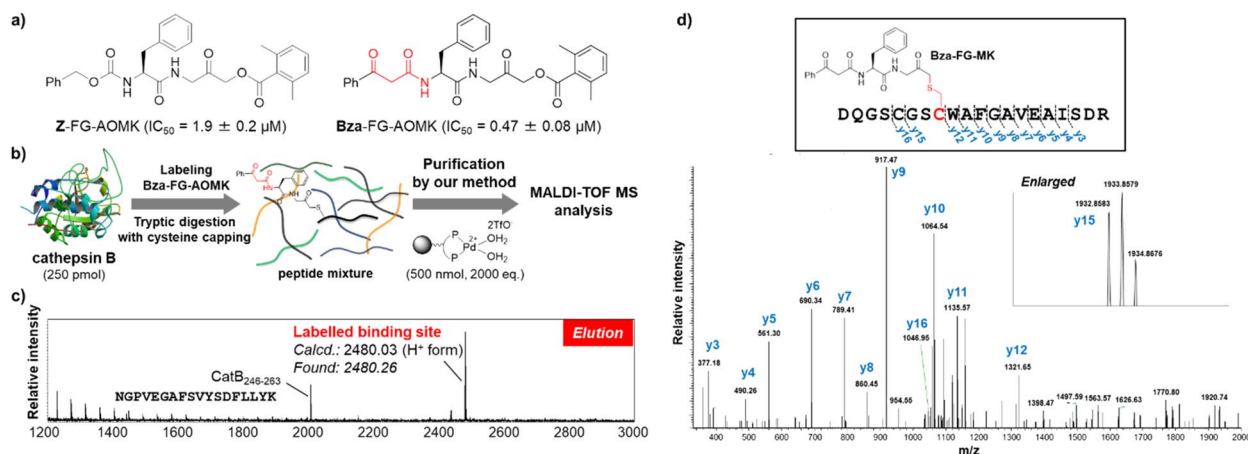 a)
O
Ph
O
N
H
O
H
N
O
O
O
Z-FG-AOMK (IC50 = 1.9 ± 0.2 μM)
O
O
Ph
N
H
O
H
N
O
O
O
Bza-FG-AOMK (IC50 = 0.47 ± 0.08 μM)
b)
cathepsin B
(250 pmol)
Labeling
Bza-FG-AOMK
Tryptic digestion
with cysteine capping
peptide mixture
Purification
by our method
2TfO-
P
P
2+
Pd
OH2
OH2
(500 nmol, 2000 eq.)
MALDI-TOF MS
analysis
c)
Relative intensity
Labelled binding site
Calcd.: 2480.03 (H+ form)
Found: 2480.26
Elution
CatB246-263
NGPVEGAFSVYSDFLLYK
1200 1400 1600 1800 2000 2200 2400 2600 2800 3000
d)
Bza-FG-MK
O
O
Ph
N
H
O
H
N
O
S
DQGSCGSCWAFGAVEAISDR
y16 y15 y12 y11 y10 y9 y8 y7 y6 y5 y4 y3
Relative intensity
y3
377.18
y4
490.26
y5
561.30
y6
690.34
y7
789.41
y8
860.45
917.47
y9
954.55
y16
1046.95
y10
1064.54
y11
1135.57
y12
1321.65
1398.47
1497.59
1563.57
1626.63
1770.80
1920.74
Enlarged
1933.8579
1932.8583
y15
1934.8676
400 500 600 700 800 900 1000 1100 1200 1300 1400 1500 1600 1700 1800 1900 2000
m/z